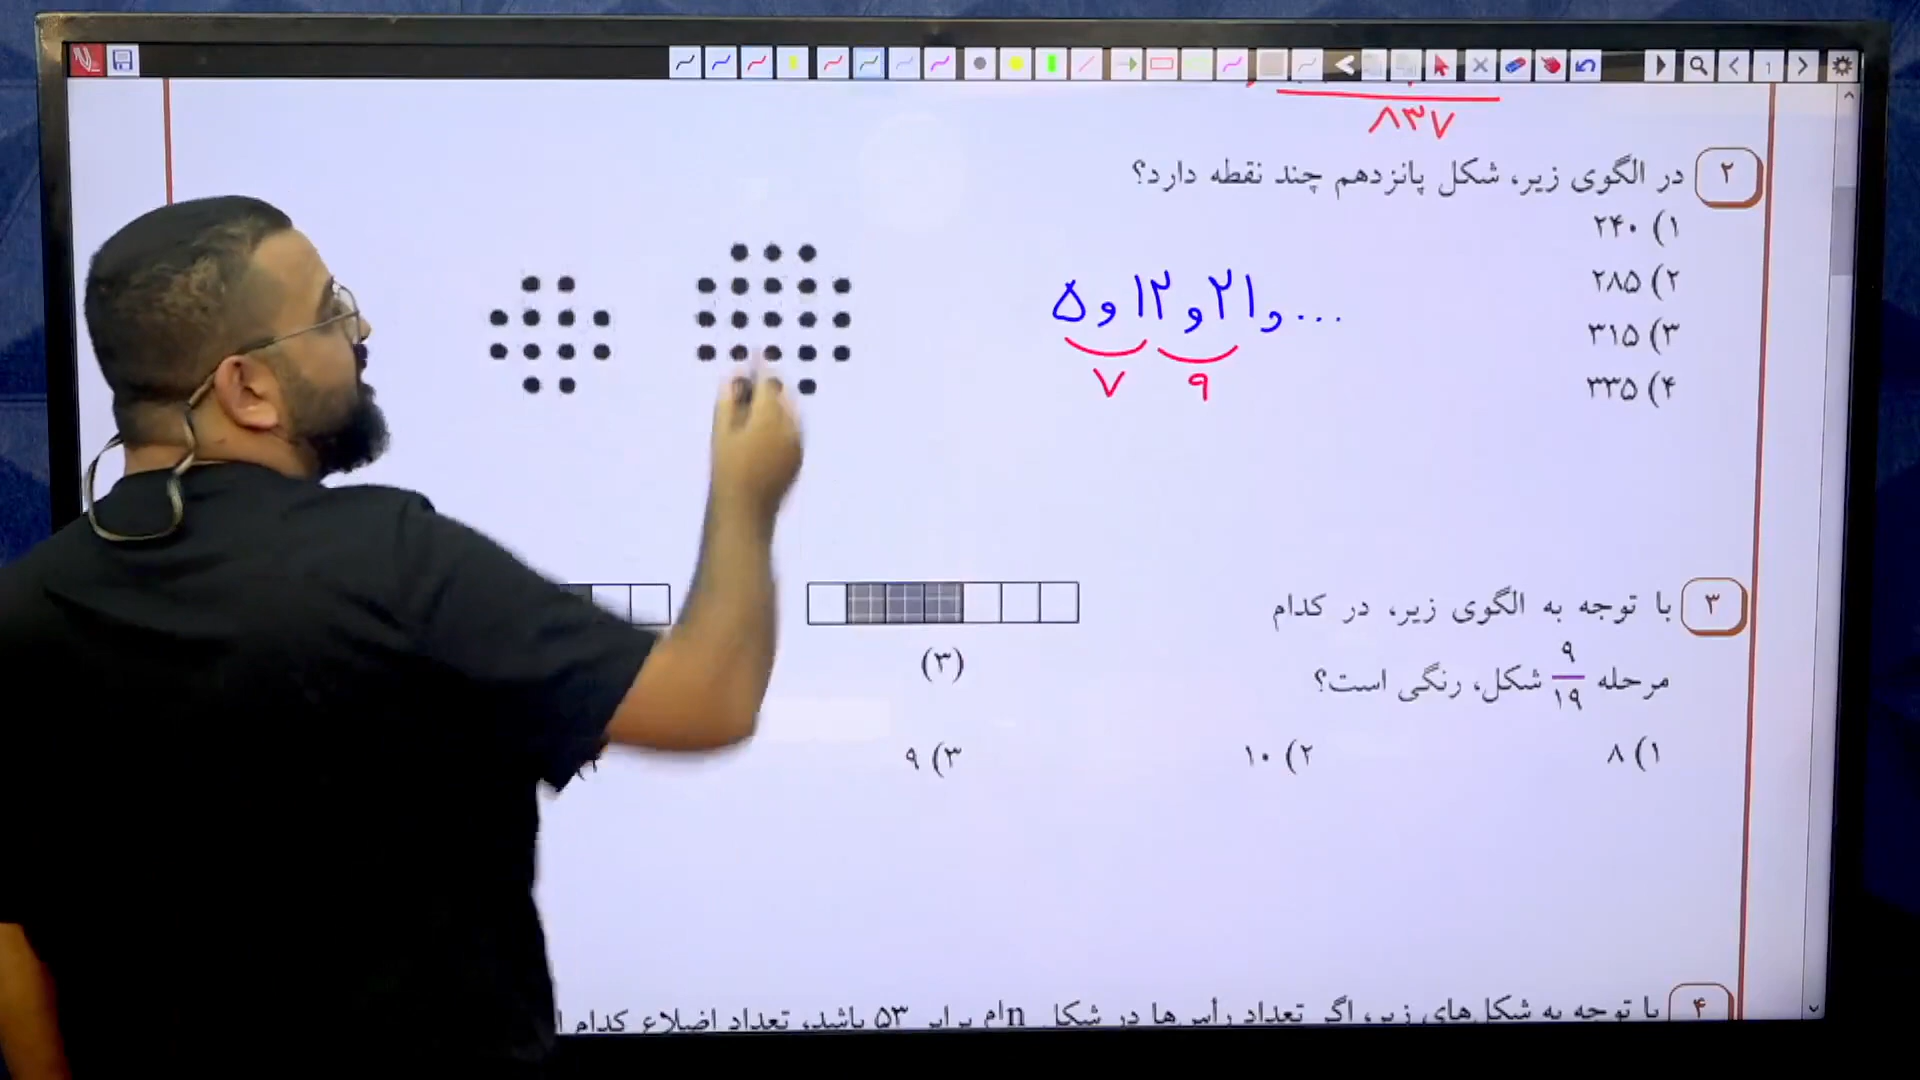 ۸۳۷
۲ در الگوی زیر، شکل پانزدهم چند نقطه دارد؟
۱) ۲۴۰
۲) ۲۸۵
۳) ۳۱۵
۴) ۳۳۵
۵ و ۱۲ و ۲۱ و ...
۷ ۹
۳ با توجه به الگوی زیر، در کدام
مرحله ۹/۱۹ شکل، رنگی است؟
(۳)
۱) ۸
۲) ۱۰
۳) ۹
۴ با توجه به شکل‌های زیر، اگر تعداد رأس‌ها در شکل nام برابر ۵۳ باشد، تعداد اضلاع کدام